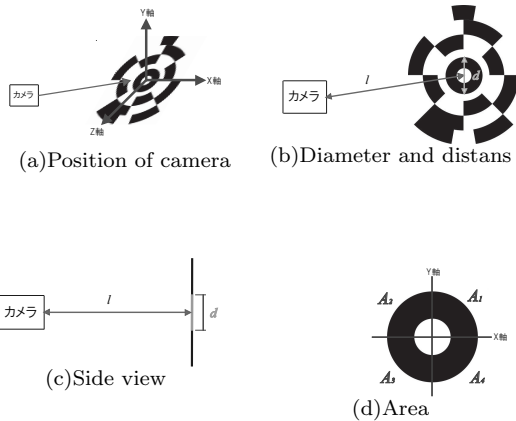 Y軸
X軸
カメラ
Z軸
(a)Position of camera
l
d
カメラ
(b)Diameter and distans
カメラ
l
d
(c)Side view
Y軸
A₂
A₁
X軸
A₃
A₄
(d)Area